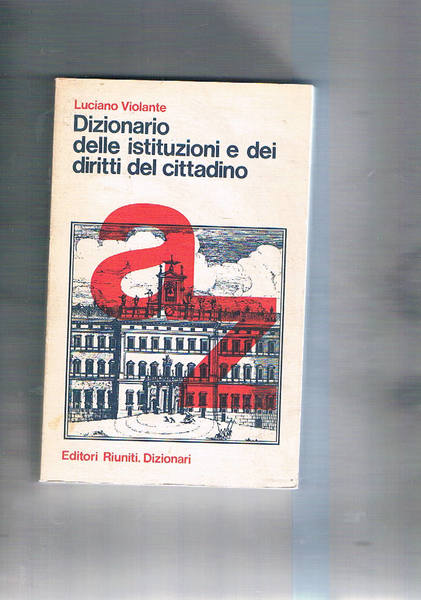 Luciano Violante
Dizionario
delle istituzioni e dei
diritti del cittadino
a
z
Editori Riuniti. Dizionari